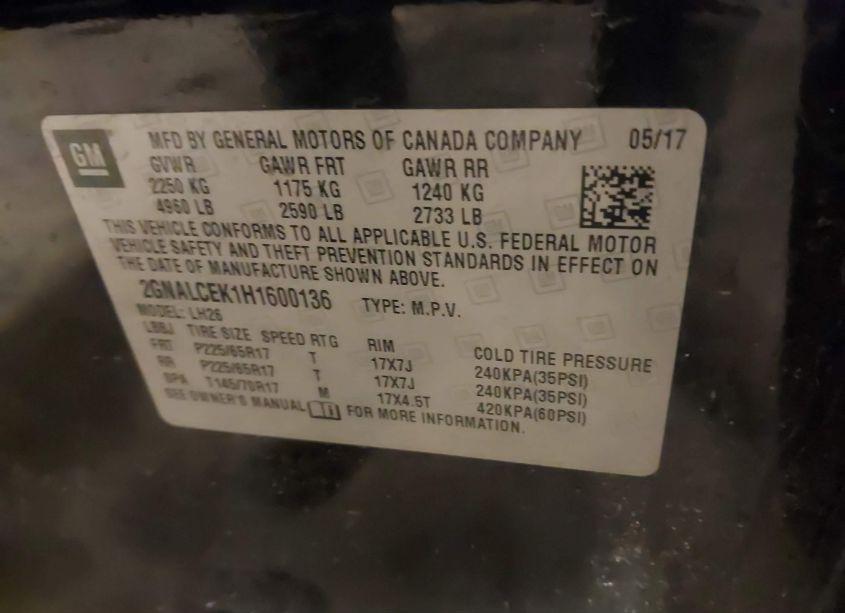 GM
MFD BY GENERAL MOTORS OF CANADA COMPANY 05/17
GVWR GAWR FRT GAWR RR
2250 KG 1175 KG 1240 KG
4960 LB 2590 LB 2733 LB
THIS VEHICLE CONFORMS TO ALL APPLICABLE U.S. FEDERAL MOTOR
VEHICLE SAFETY AND THEFT PREVENTION STANDARDS IN EFFECT ON
THE DATE OF MANUFACTURE SHOWN ABOVE.
2GNALCEK1H1600136 TYPE: M.P.V.
MODEL: LH26
LBBJ TIRE SIZE SPEED RTG RIM COLD TIRE PRESSURE
FRT P225/65R17 T 17X7J 240KPA(35PSI)
RR P225/65R17 T 17X7J 240KPA(35PSI)
SPA T145/70R17 M 17X4.5T 420KPA(60PSI)
SEE OWNER'S MANUAL FOR MORE INFORMATION.